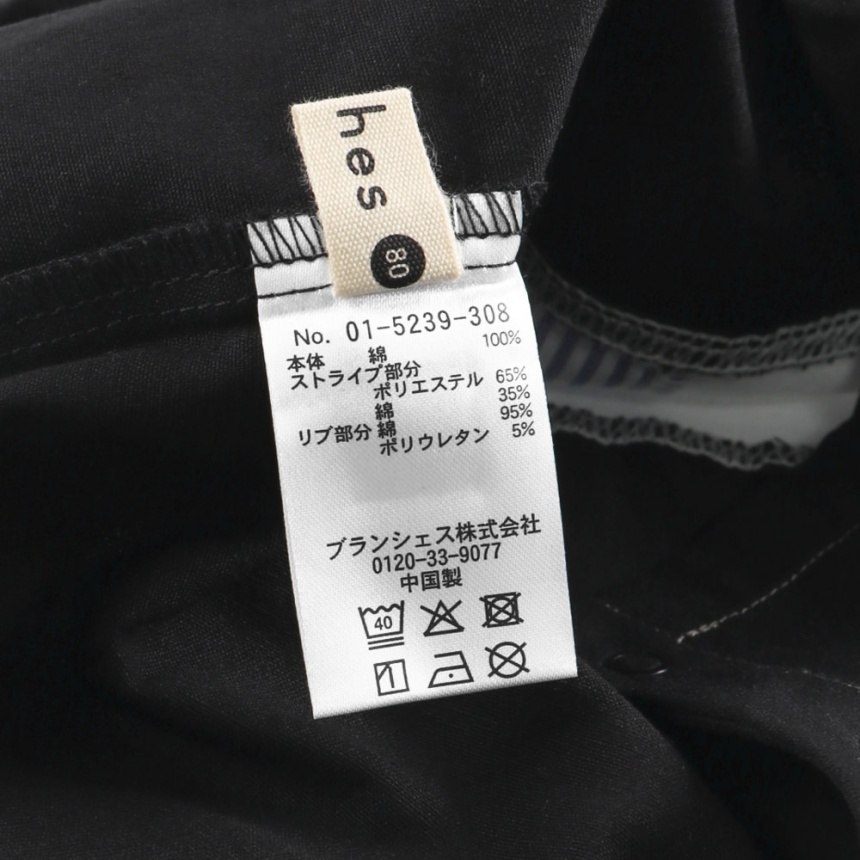 hes
80
No. 01-5239-308
本体 綿 100%
ストライプ部分
ポリエステル 65%
綿 35%
リブ部分 綿 95%
ポリウレタン 5%
ブランシェス株式会社
0120-33-9077
中国製
40